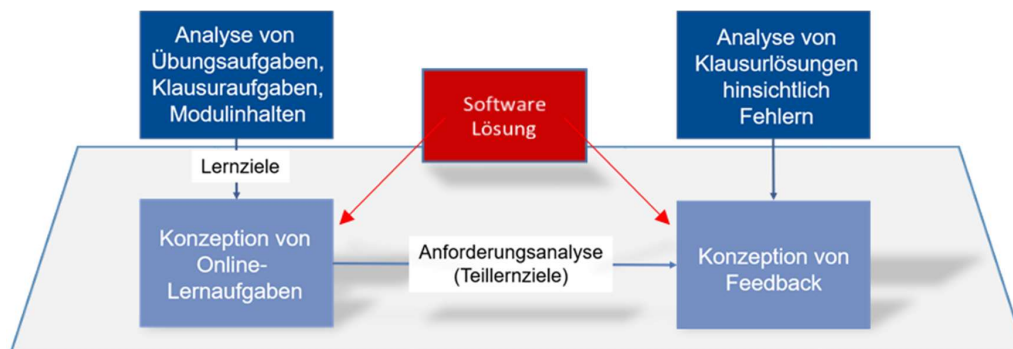 Analyse von
Übungsaufgaben,
Klausuraufgaben,
Modulinhalten
Analyse von
Klausurlösungen
hinsichtlich
Fehlern
Software
Lösung
Lernziele
Konzeption von
Online-
Lernaufgaben
Anforderungsanalyse
(Teillernziele)
Konzeption von
Feedback